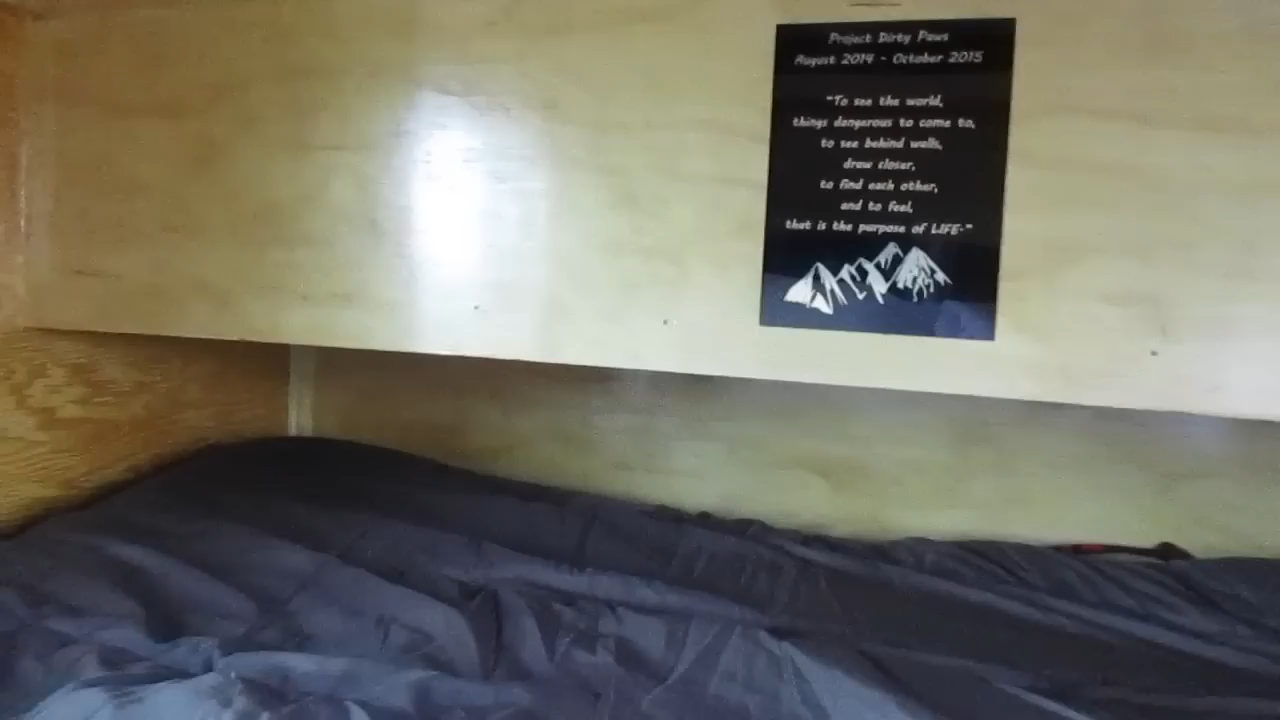 Project Dirty Paws
August 2014 - October 2015
"To see the world,
things dangerous to come to,
to see behind walls,
draw closer,
to find each other,
and to feel,
that is the purpose of LIFE."